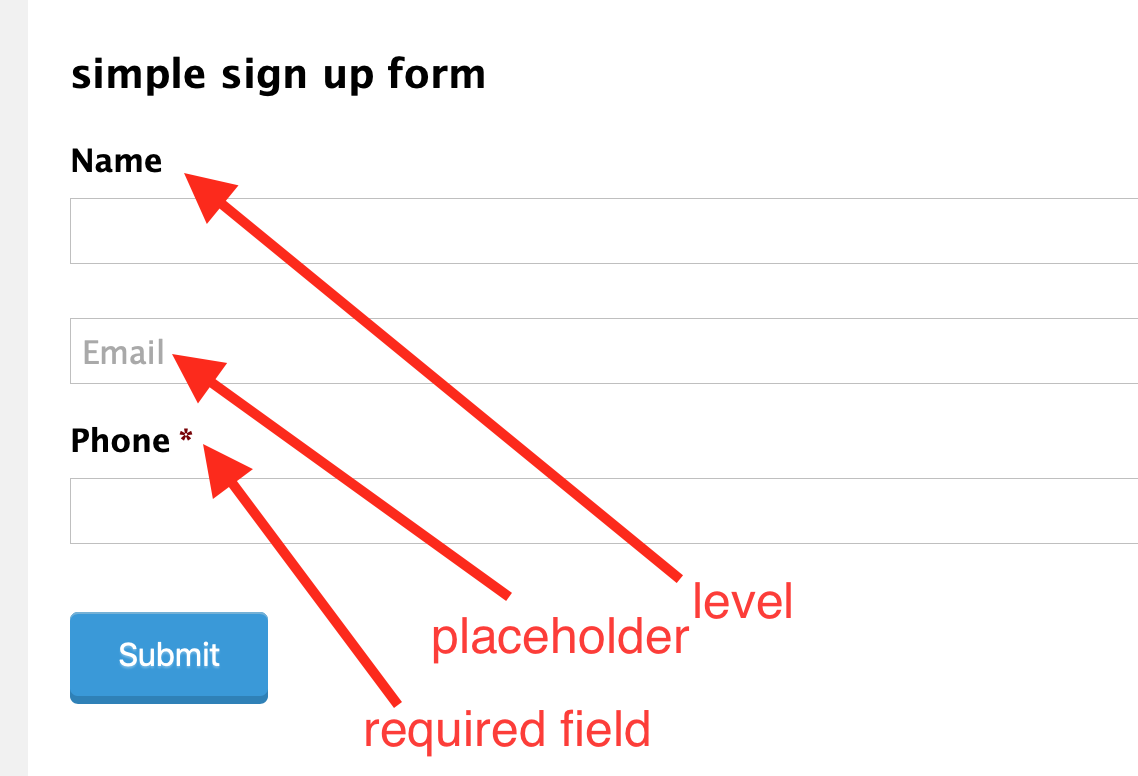 simple sign up form
Name
Email
Phone *
level
placeholder
Submit
required field